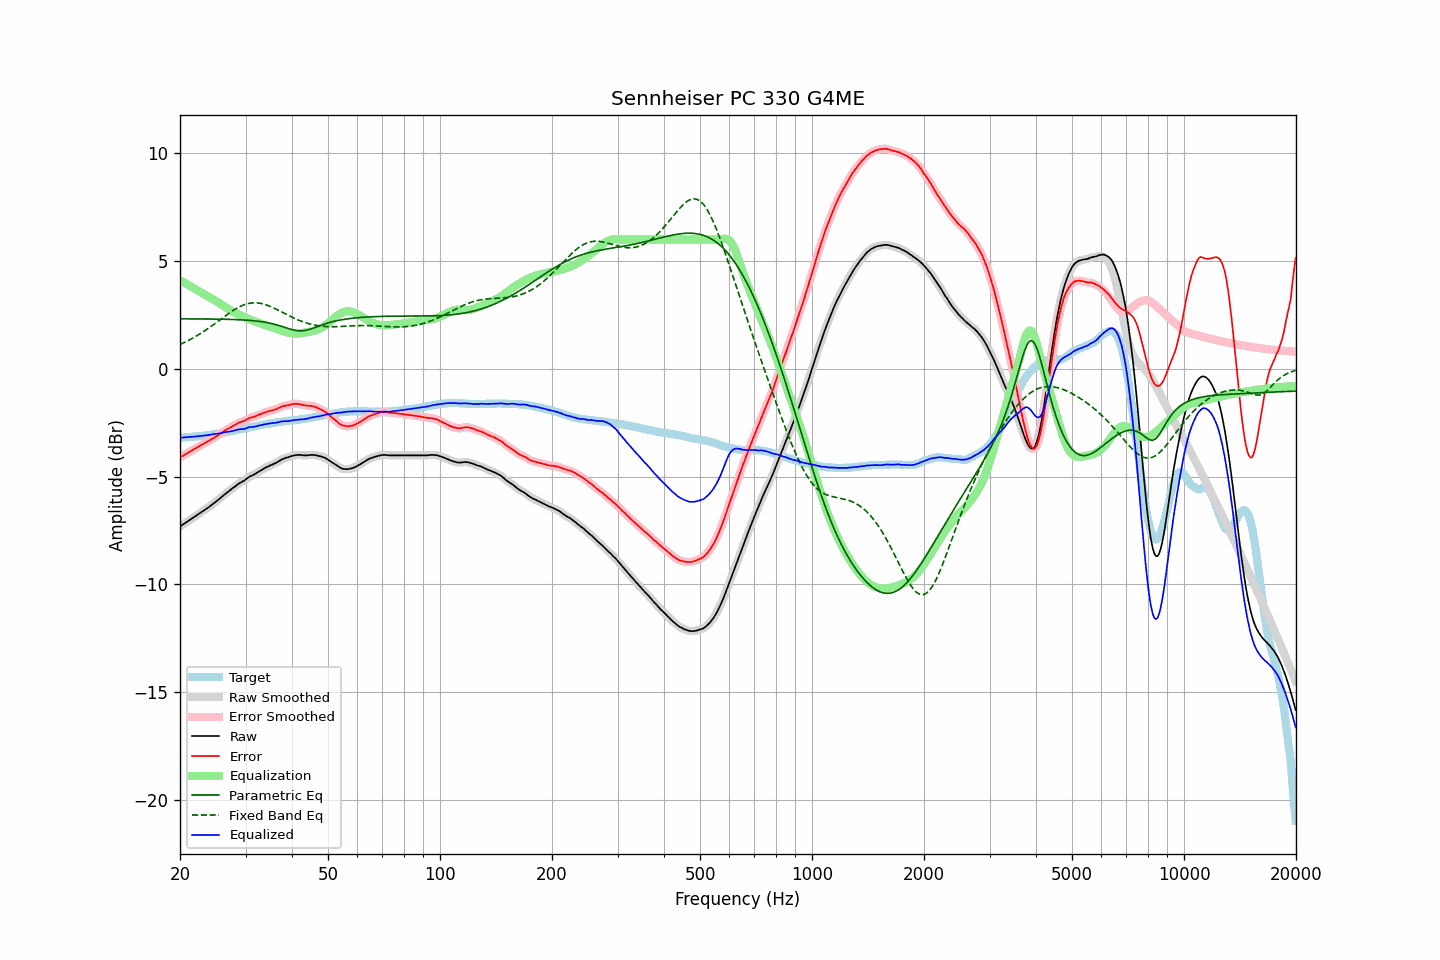 Sennheiser PC 330 G4ME
10
5
0
−5
−10
−15
−20
Amplitude (dBr)
Target
Raw Smoothed
Error Smoothed
Raw
Error
Equalization
Parametric Eq
Fixed Band Eq
Equalized
20 50 100 200 500 1000 2000 5000 10000 20000
Frequency (Hz)